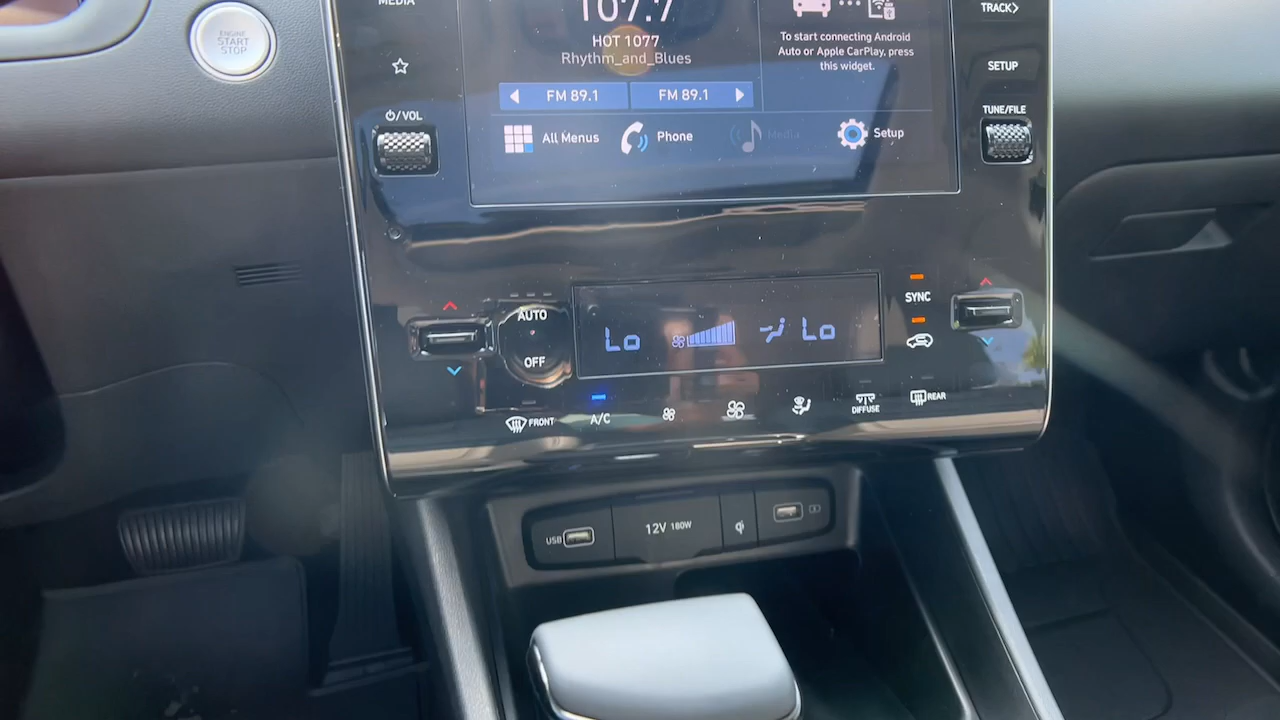 MEDIA
ENGINE
START
STOP
107.7
HOT 1077
Rhythm_and_Blues
FM 89.1
FM 89.1
To start connecting Android
Auto or Apple CarPlay, press
this widget.
All Menus
Phone
Media
Setup
TRACK
SETUP
TUNE/FILE
/VOL
AUTO
OFF
Lo
Lo
SYNC
FRONT
A/C
DIFFUSE
REAR
USB
12V 180W